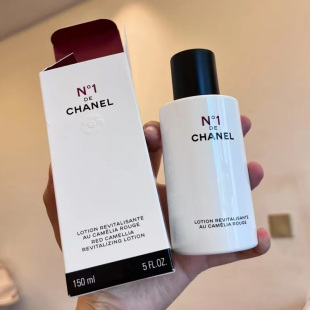 N°1
DE
CHANEL
LOTION REVITALISANTE
AU CAMÉLIA ROUGE
RED CAMELLIA
REVITALIZING LOTION
150 ml
5 FL.OZ.
N°1
DE
CHANEL
LOTION REVITALISANTE
AU CAMÉLIA ROUGE